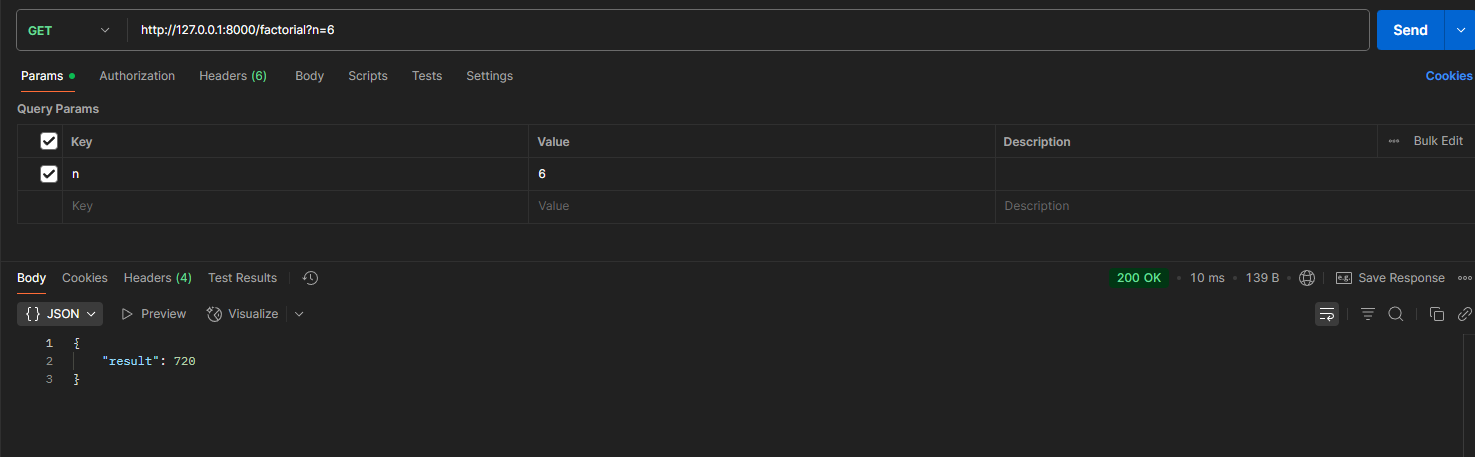 GET http://127.0.0.1:8000/factorial?n=6 Send
Params Authorization Headers (6) Body Scripts Tests Settings Cookies
Query Params
Key Value Description Bulk Edit
n 6
Key Value Description
Body Cookies Headers (4) Test Results 200 OK 10 ms 139 B e.g. Save Response
{} JSON Preview Visualize
1 {
2 "result": 720
3 }